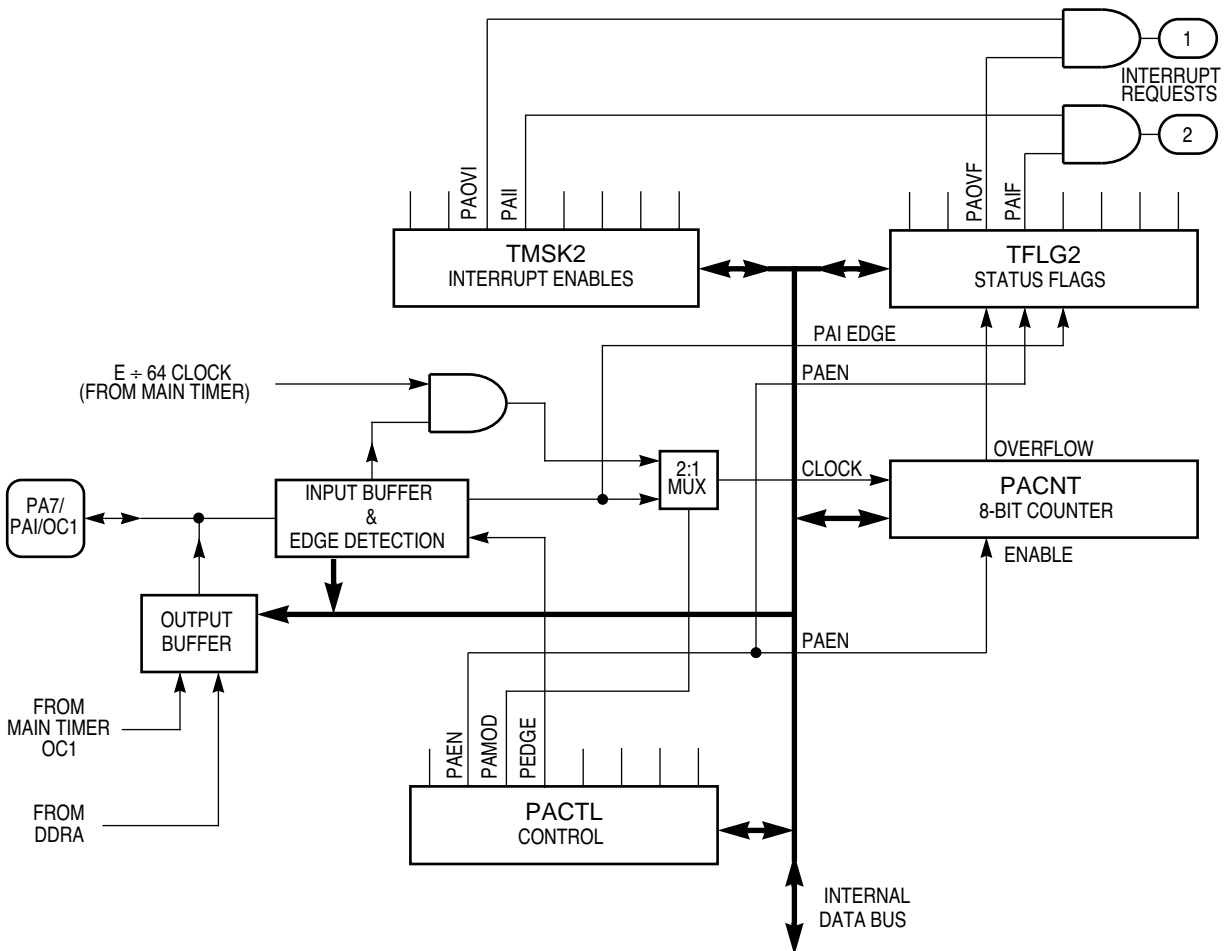 1
INTERRUPT
REQUESTS
2
PAOVI
PAII
PAOVF
PAIF
TMSK2
INTERRUPT ENABLES
TFLG2
STATUS FLAGS
PAI EDGE
E ÷ 64 CLOCK
(FROM MAIN TIMER)
PAEN
OVERFLOW
2:1
MUX
CLOCK
PACNT
8-BIT COUNTER
INPUT BUFFER
&
EDGE DETECTION
PA7/
PAI/OC1
ENABLE
OUTPUT
BUFFER
PAEN
FROM
MAIN TIMER
OC1
PAEN
PAMOD
PEDGE
FROM
DDRA
PACTL
CONTROL
INTERNAL
DATA BUS